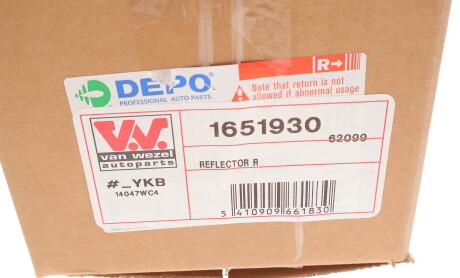 DEPO®
PROFESSIONAL AUTO PARTS
R→
Note that return is not
allowed if abnormal usage
V.W.
van wezel
autoparts
#_YKB
14047WC4
1651930
62099
REFLECTOR R
5 410909 661830